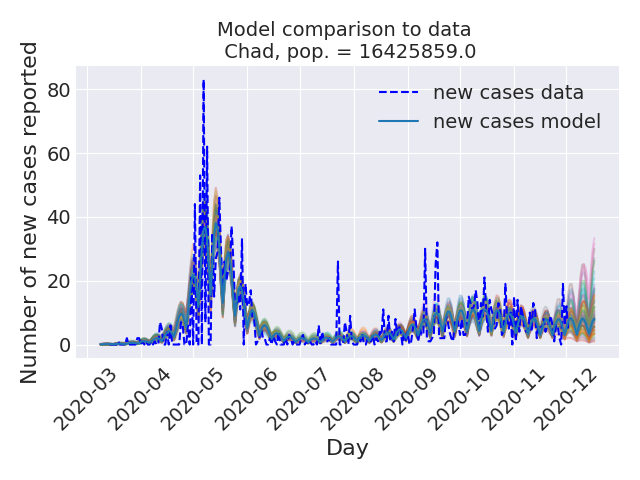 Model comparison to data
Chad, pop. = 16425859.0
Number of new cases reported
80
60
40
20
0
new cases data
new cases model
2020-03
2020-04
2020-05
2020-06
2020-07
2020-08
2020-09
2020-10
2020-11
2020-12
Day